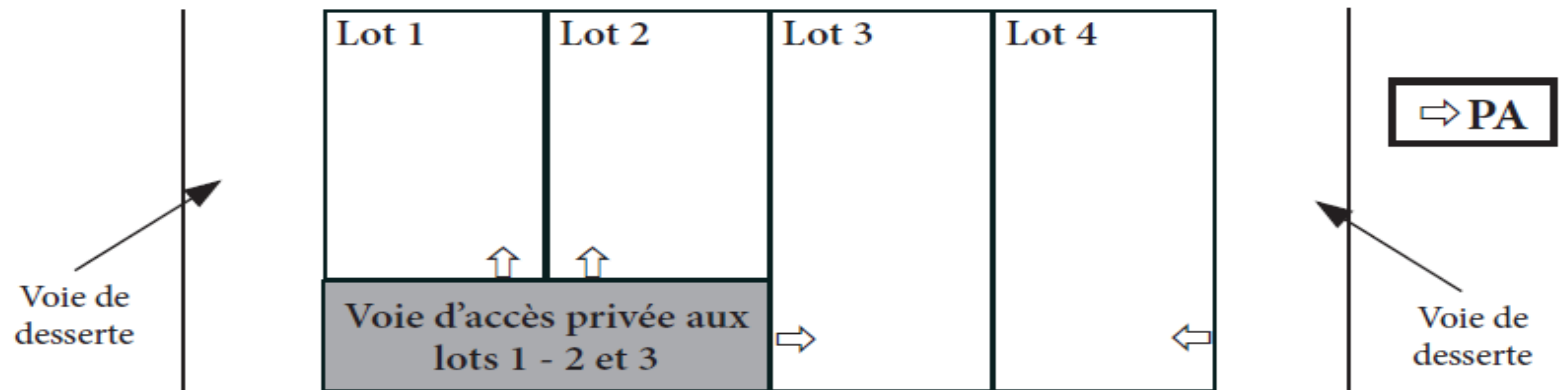 Lot 1
Lot 2
Lot 3
Lot 4
⇨ PA
Voie de
desserte
Voie d'accès privée aux
lots 1 - 2 et 3
Voie de
desserte